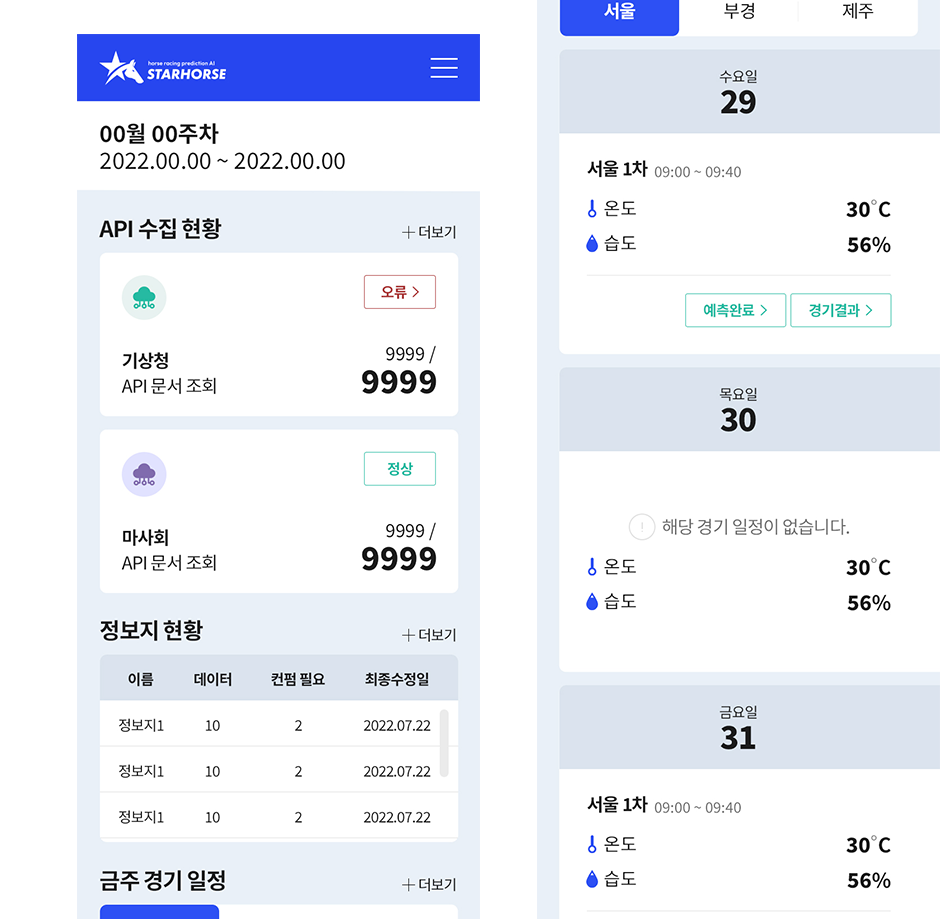 horse racing prediction AI
STARHORSE
00월 00주차
2022.00.00 ~ 2022.00.00
API 수집 현황
+ 더보기
오류 >
기상청
API 문서 조회
9999 /
9999
정상
마사회
API 문서 조회
9999 /
9999
정보지 현황
+ 더보기
이름 데이터 컨펌 필요 최종수정일
정보지1 10 2 2022.07.22
정보지1 10 2 2022.07.22
정보지1 10 2 2022.07.22
금주 경기 일정
+ 더보기
서울 부경 제주
수요일
29
서울 1차 09:00 ~ 09:40
온도 30°C
습도 56%
예측완료 > 경기결과 >
목요일
30
! 해당 경기 일정이 없습니다.
온도 30°C
습도 56%
금요일
31
서울 1차 09:00 ~ 09:40
온도 30°C
습도 56%